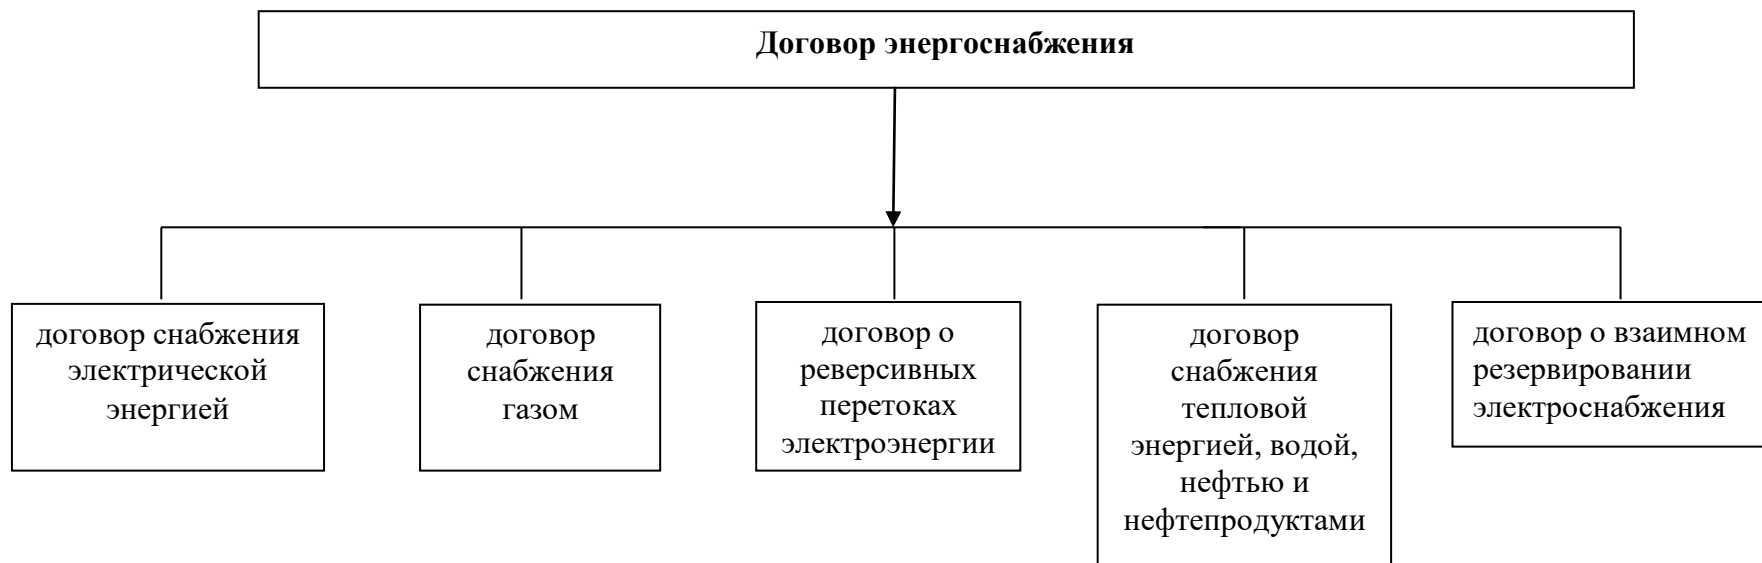 Договор энергоснабжения
договор снабжения
электрической
энергией
договор
снабжения
газом
договор о
реверсивных
перетоках
электроэнергии
договор
снабжения
тепловой
энергией, водой,
нефтью и
нефтепродуктами
договор о взаимном
резервировании
электроснабжения